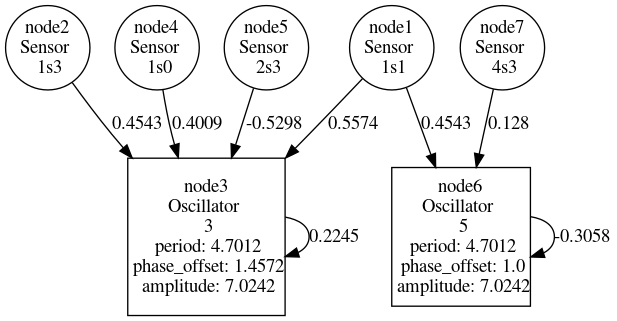 node2
Sensor
1s3
node4
Sensor
1s0
node5
Sensor
2s3
node1
Sensor
1s1
node7
Sensor
4s3
0.4543
0.4009
-0.5298
0.5574
0.4543
0.128
node3
Oscillator
3
period: 4.7012
phase_offset: 1.4572
amplitude: 7.0242
0.2245
node6
Oscillator
5
period: 4.7012
phase_offset: 1.0
amplitude: 7.0242
-0.3058